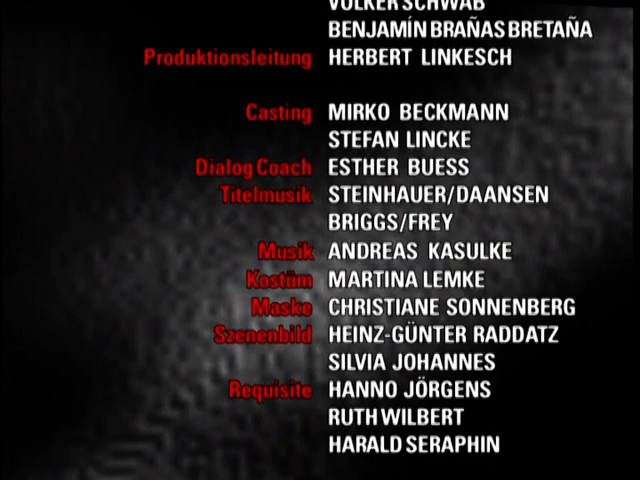 VOLKER SCHWAB
BENJAMÍN BRAÑAS BRETAÑA
Produktionsleitung HERBERT LINKESCH
Casting MIRKO BECKMANN
STEFAN LINCKE
Dialog Coach ESTHER BUESS
Titelmusik STEINHAUER/DAANSEN
BRIGGS/FREY
Musik ANDREAS KASULKE
Kostüm MARTINA LEMKE
Maske CHRISTIANE SONNENBERG
Szenenbild HEINZ-GÜNTER RADDATZ
SILVIA JOHANNES
Requisite HANNO JÖRGENS
RUTH WILBERT
HARALD SERAPHIN